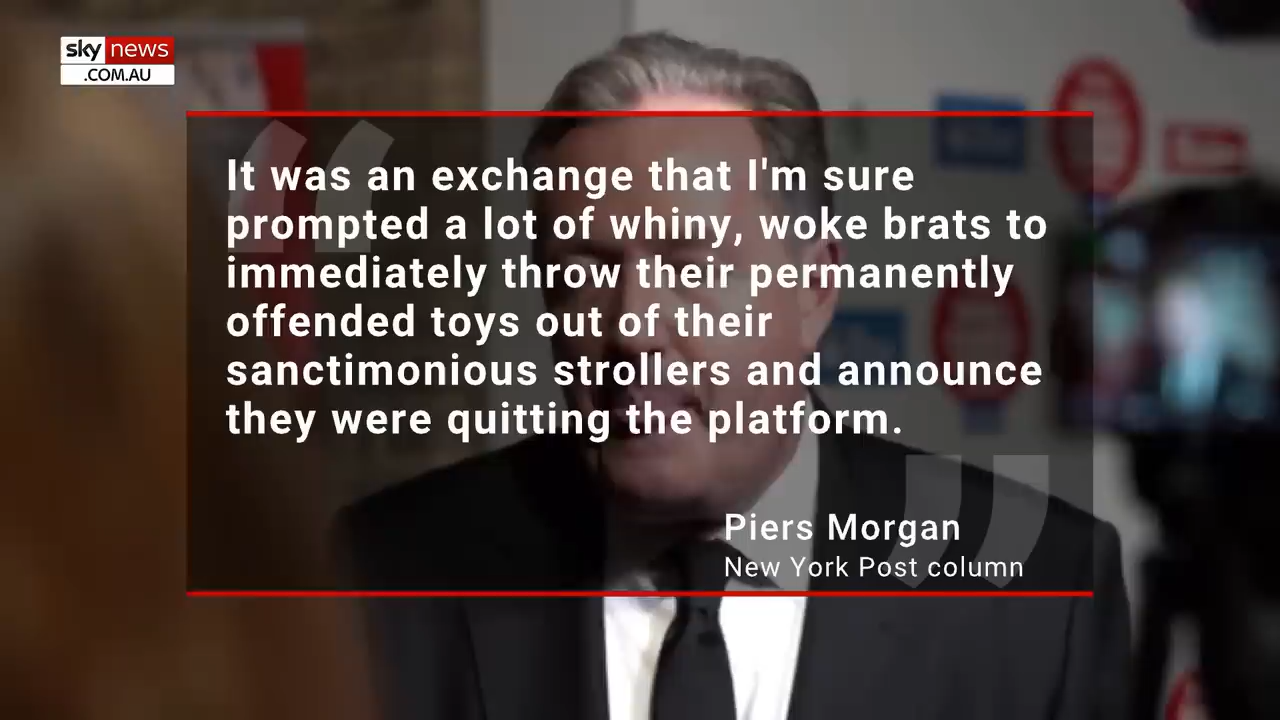 sky news
.COM.AU
It was an exchange that I'm sure
prompted a lot of whiny, woke brats to
immediately throw their permanently
offended toys out of their
sanctimonious strollers and announce
they were quitting the platform.
Piers Morgan
New York Post column